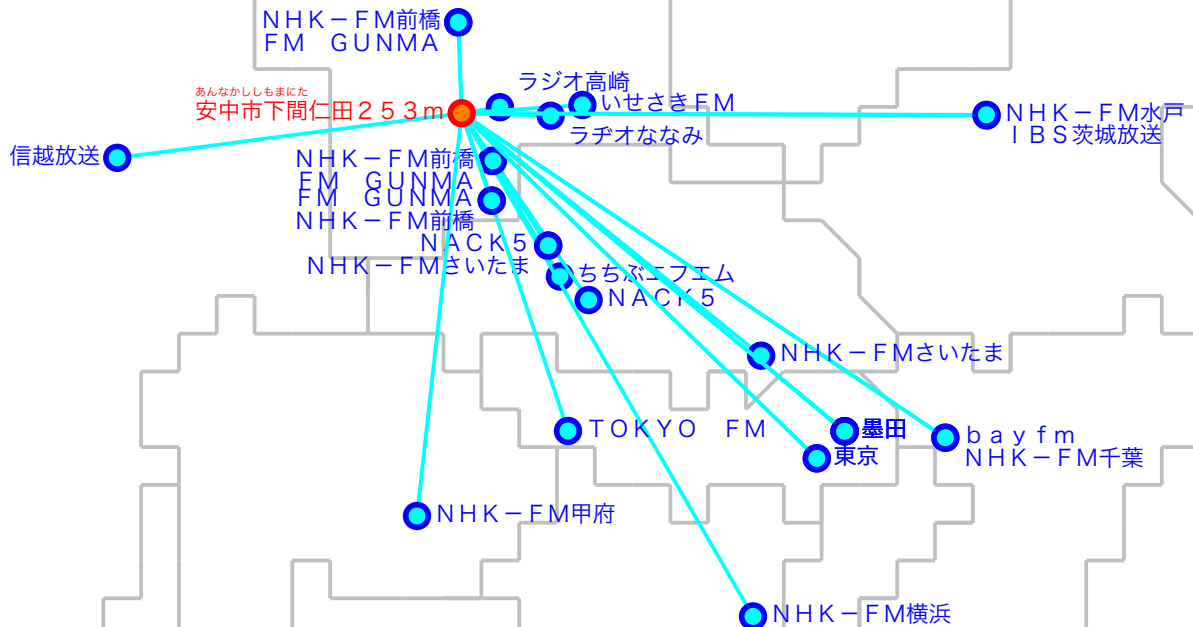 ＮＨＫ－ＦＭ前橋
ＦＭ　ＧＵＮＭＡ
ラジオ高崎
あんなかししもまにた
安中市下間仁田２５３ｍ
いせさきＦＭ
ＮＨＫ－ＦＭ水戸
ＩＢＳ茨城放送
ラヂオななみ
信越放送
ＮＨＫ－ＦＭ前橋
ＦＭ　ＧＵＮＭＡ
ＦＭ　ＧＵＮＭＡ
ＮＨＫ－ＦＭ前橋
ＮＡＣＫ５
ＮＨＫ－ＦＭさいたま
ちちぶエフエム
ＮＡＣＫ５
ＮＨＫ－ＦＭさいたま
ＴＯＫＹＯ　ＦＭ
墨田
東京
ｂａｙｆｍ
ＮＨＫ－ＦＭ千葉
ＮＨＫ－ＦＭ甲府
ＮＨＫ－ＦＭ横浜